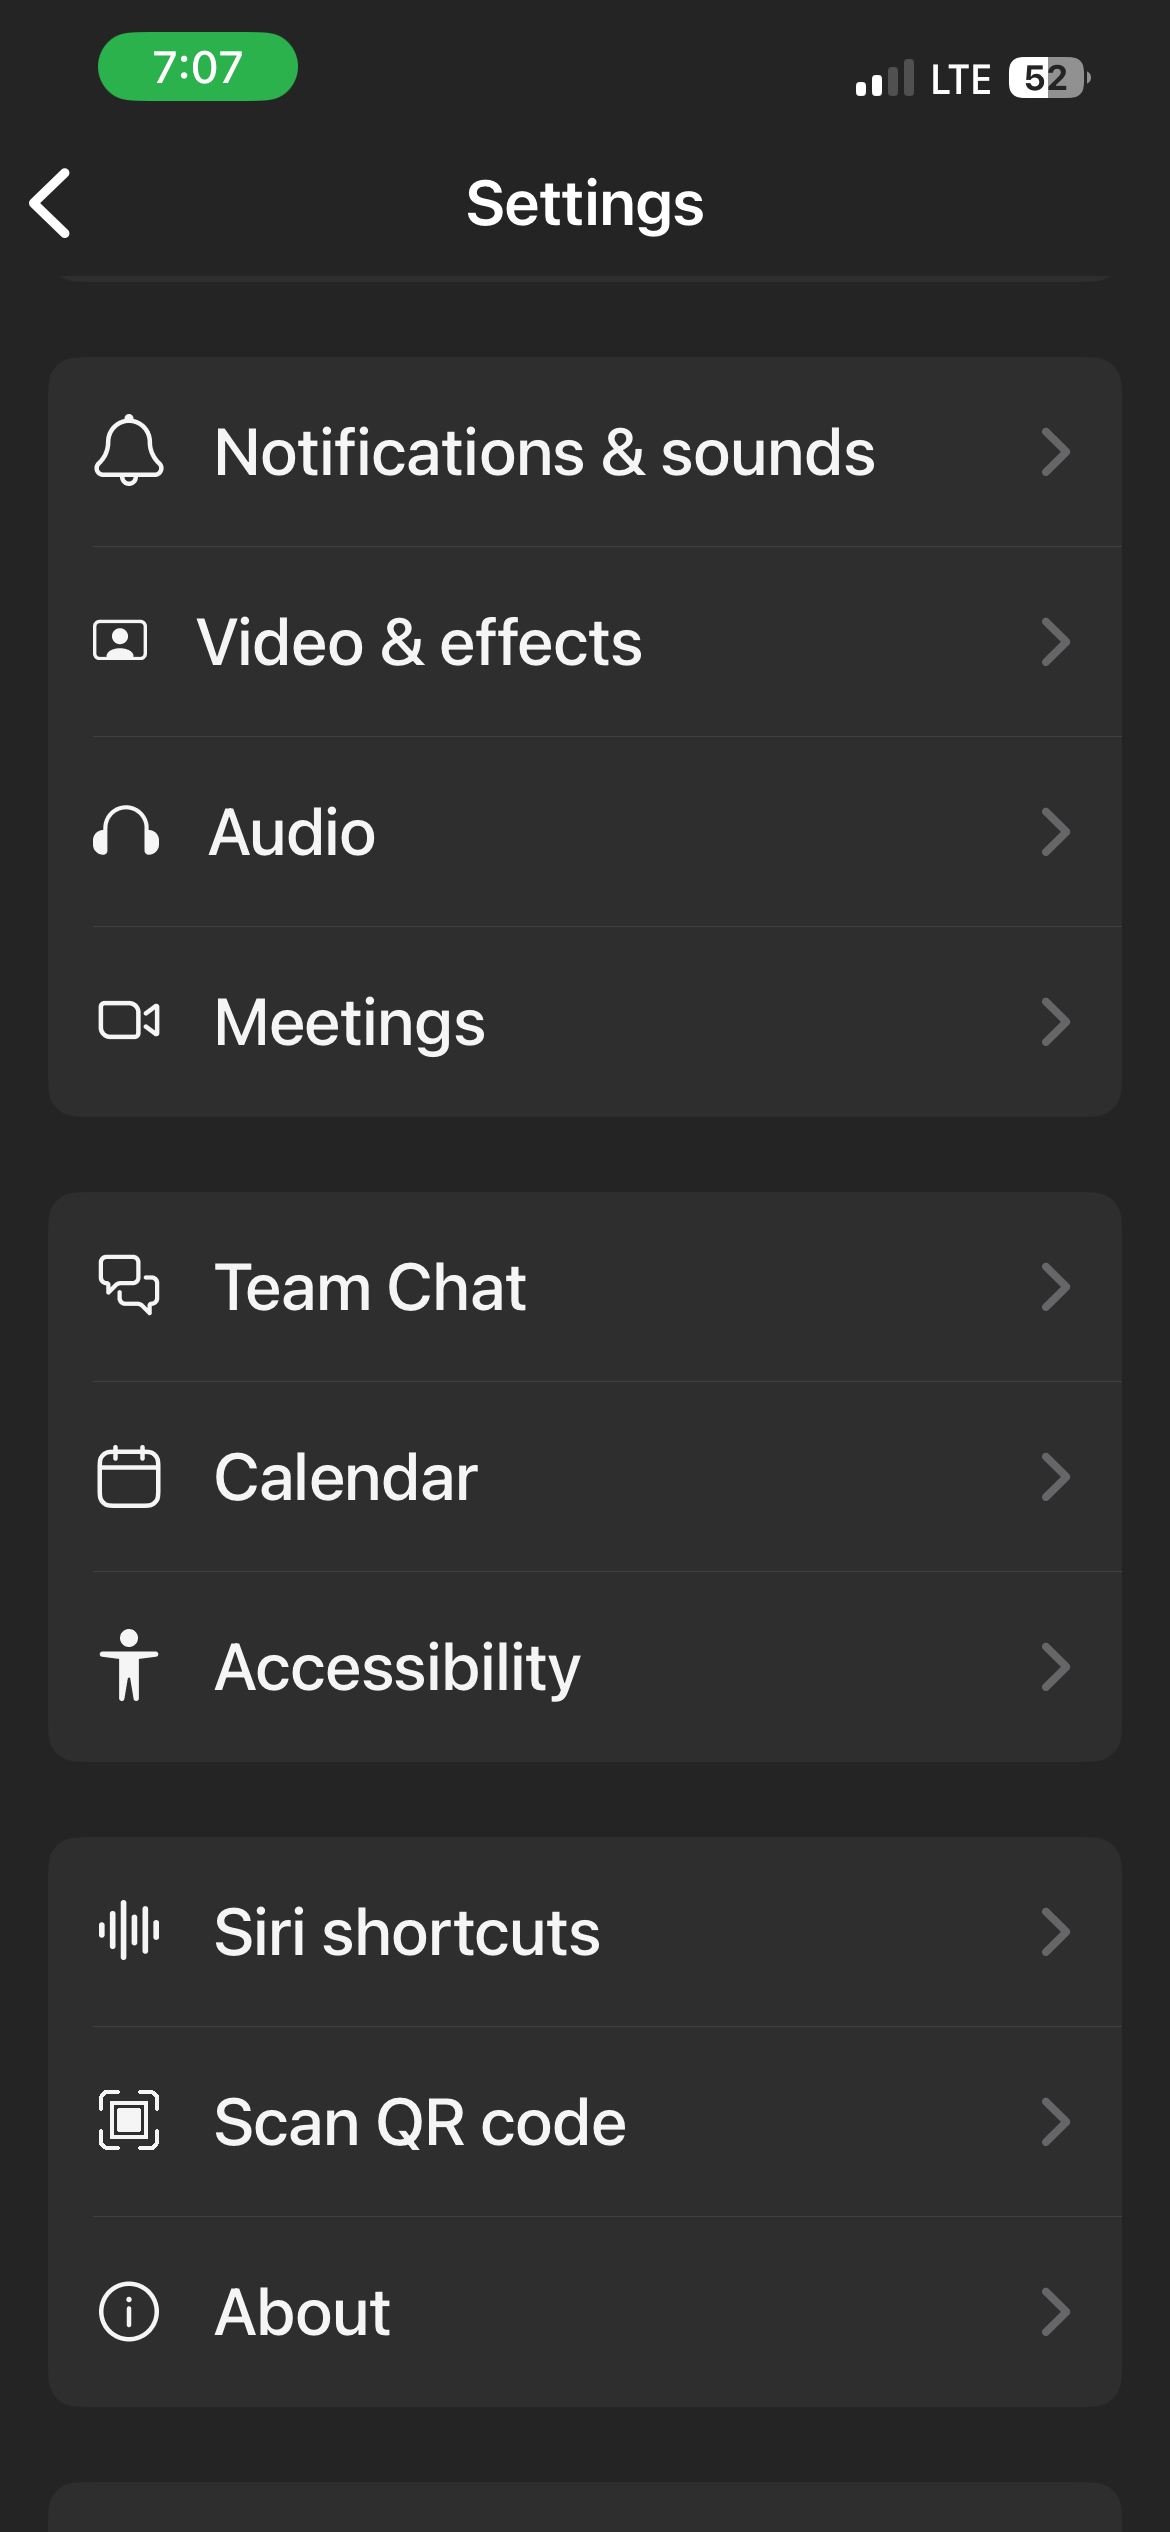 7:07
LTE 52
Settings
Notifications & sounds
Video & effects
Audio
Meetings
Team Chat
Calendar
Accessibility
Siri shortcuts
Scan QR code
About